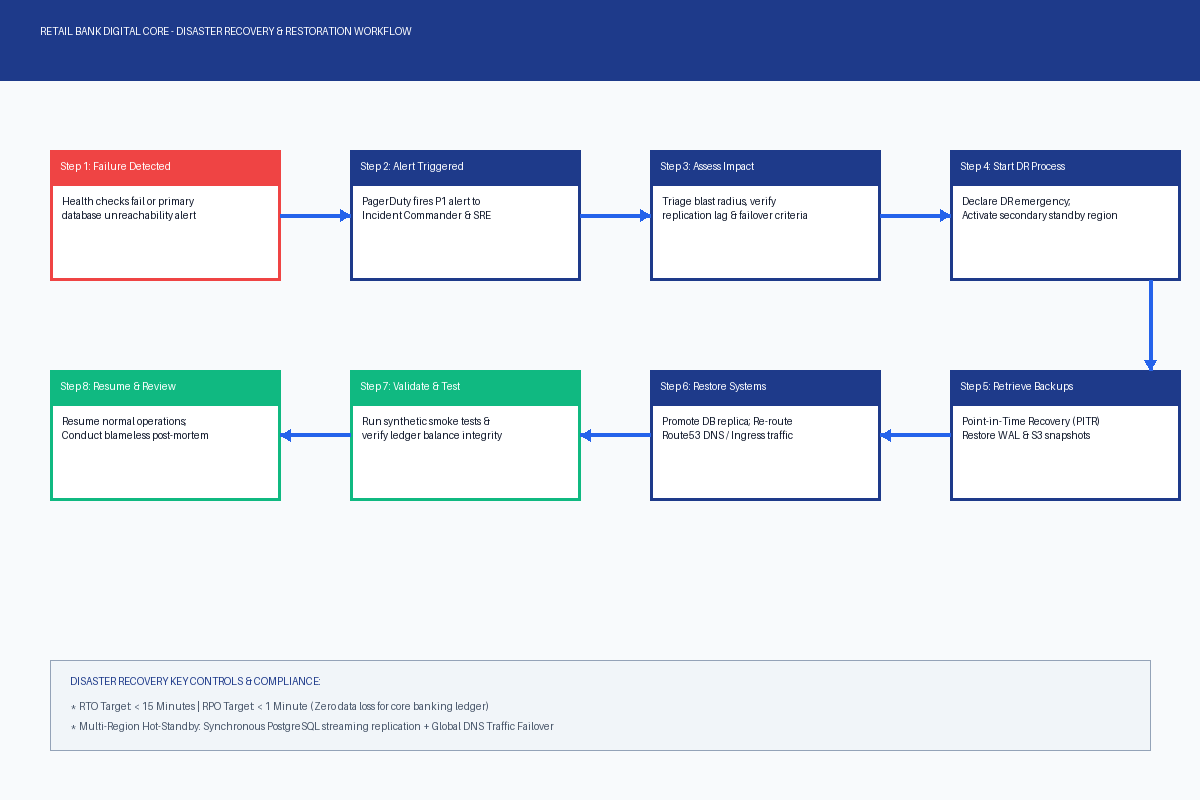 RETAIL BANK DIGITAL CORE - DISASTER RECOVERY & RESTORATION WORKFLOW
Step 1: Failure Detected
Health checks fail or primary
database unreachability alert
Step 2: Alert Triggered
PagerDuty fires P1 alert to
Incident Commander & SRE
Step 3: Assess Impact
Triage blast radius, verify
replication lag & failover criteria
Step 4: Start DR Process
Declare DR emergency;
Activate secondary standby region
Step 5: Retrieve Backups
Point-in-Time Recovery (PITR)
Restore WAL & S3 snapshots
Step 6: Restore Systems
Promote DB replica; Re-route
Route53 DNS / Ingress traffic
Step 7: Validate & Test
Run synthetic smoke tests &
verify ledger balance integrity
Step 8: Resume & Review
Resume normal operations;
Conduct blameless post-mortem
DISASTER RECOVERY KEY CONTROLS & COMPLIANCE:
* RTO Target: < 15 Minutes | RPO Target: < 1 Minute (Zero data loss for core banking ledger)
* Multi-Region Hot-Standby: Synchronous PostgreSQL streaming replication + Global DNS Traffic Failover